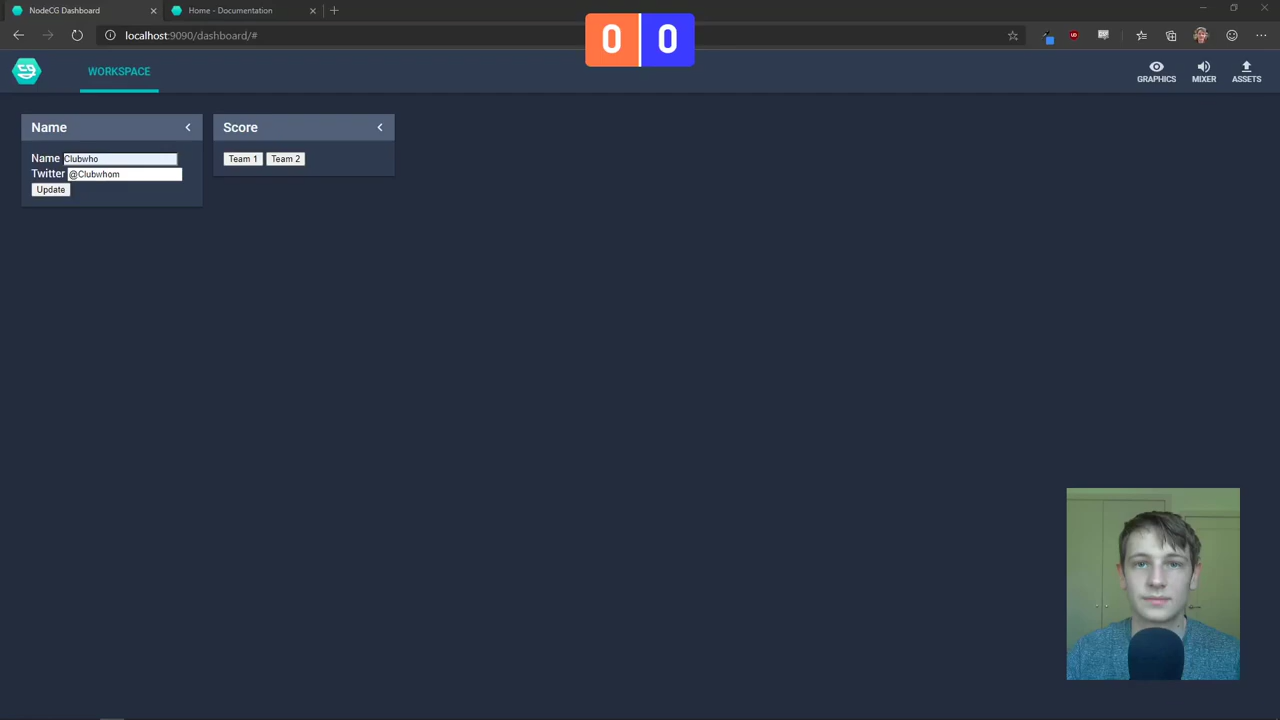 NodeCG Dashboard
Home - Documentation
localhost:9090/dashboard/#
0 0
WORKSPACE
GRAPHICS
MIXER
ASSETS
Name
Score
Name Clubwho
Twitter @Clubwhom
Update
Team 1 Team 2